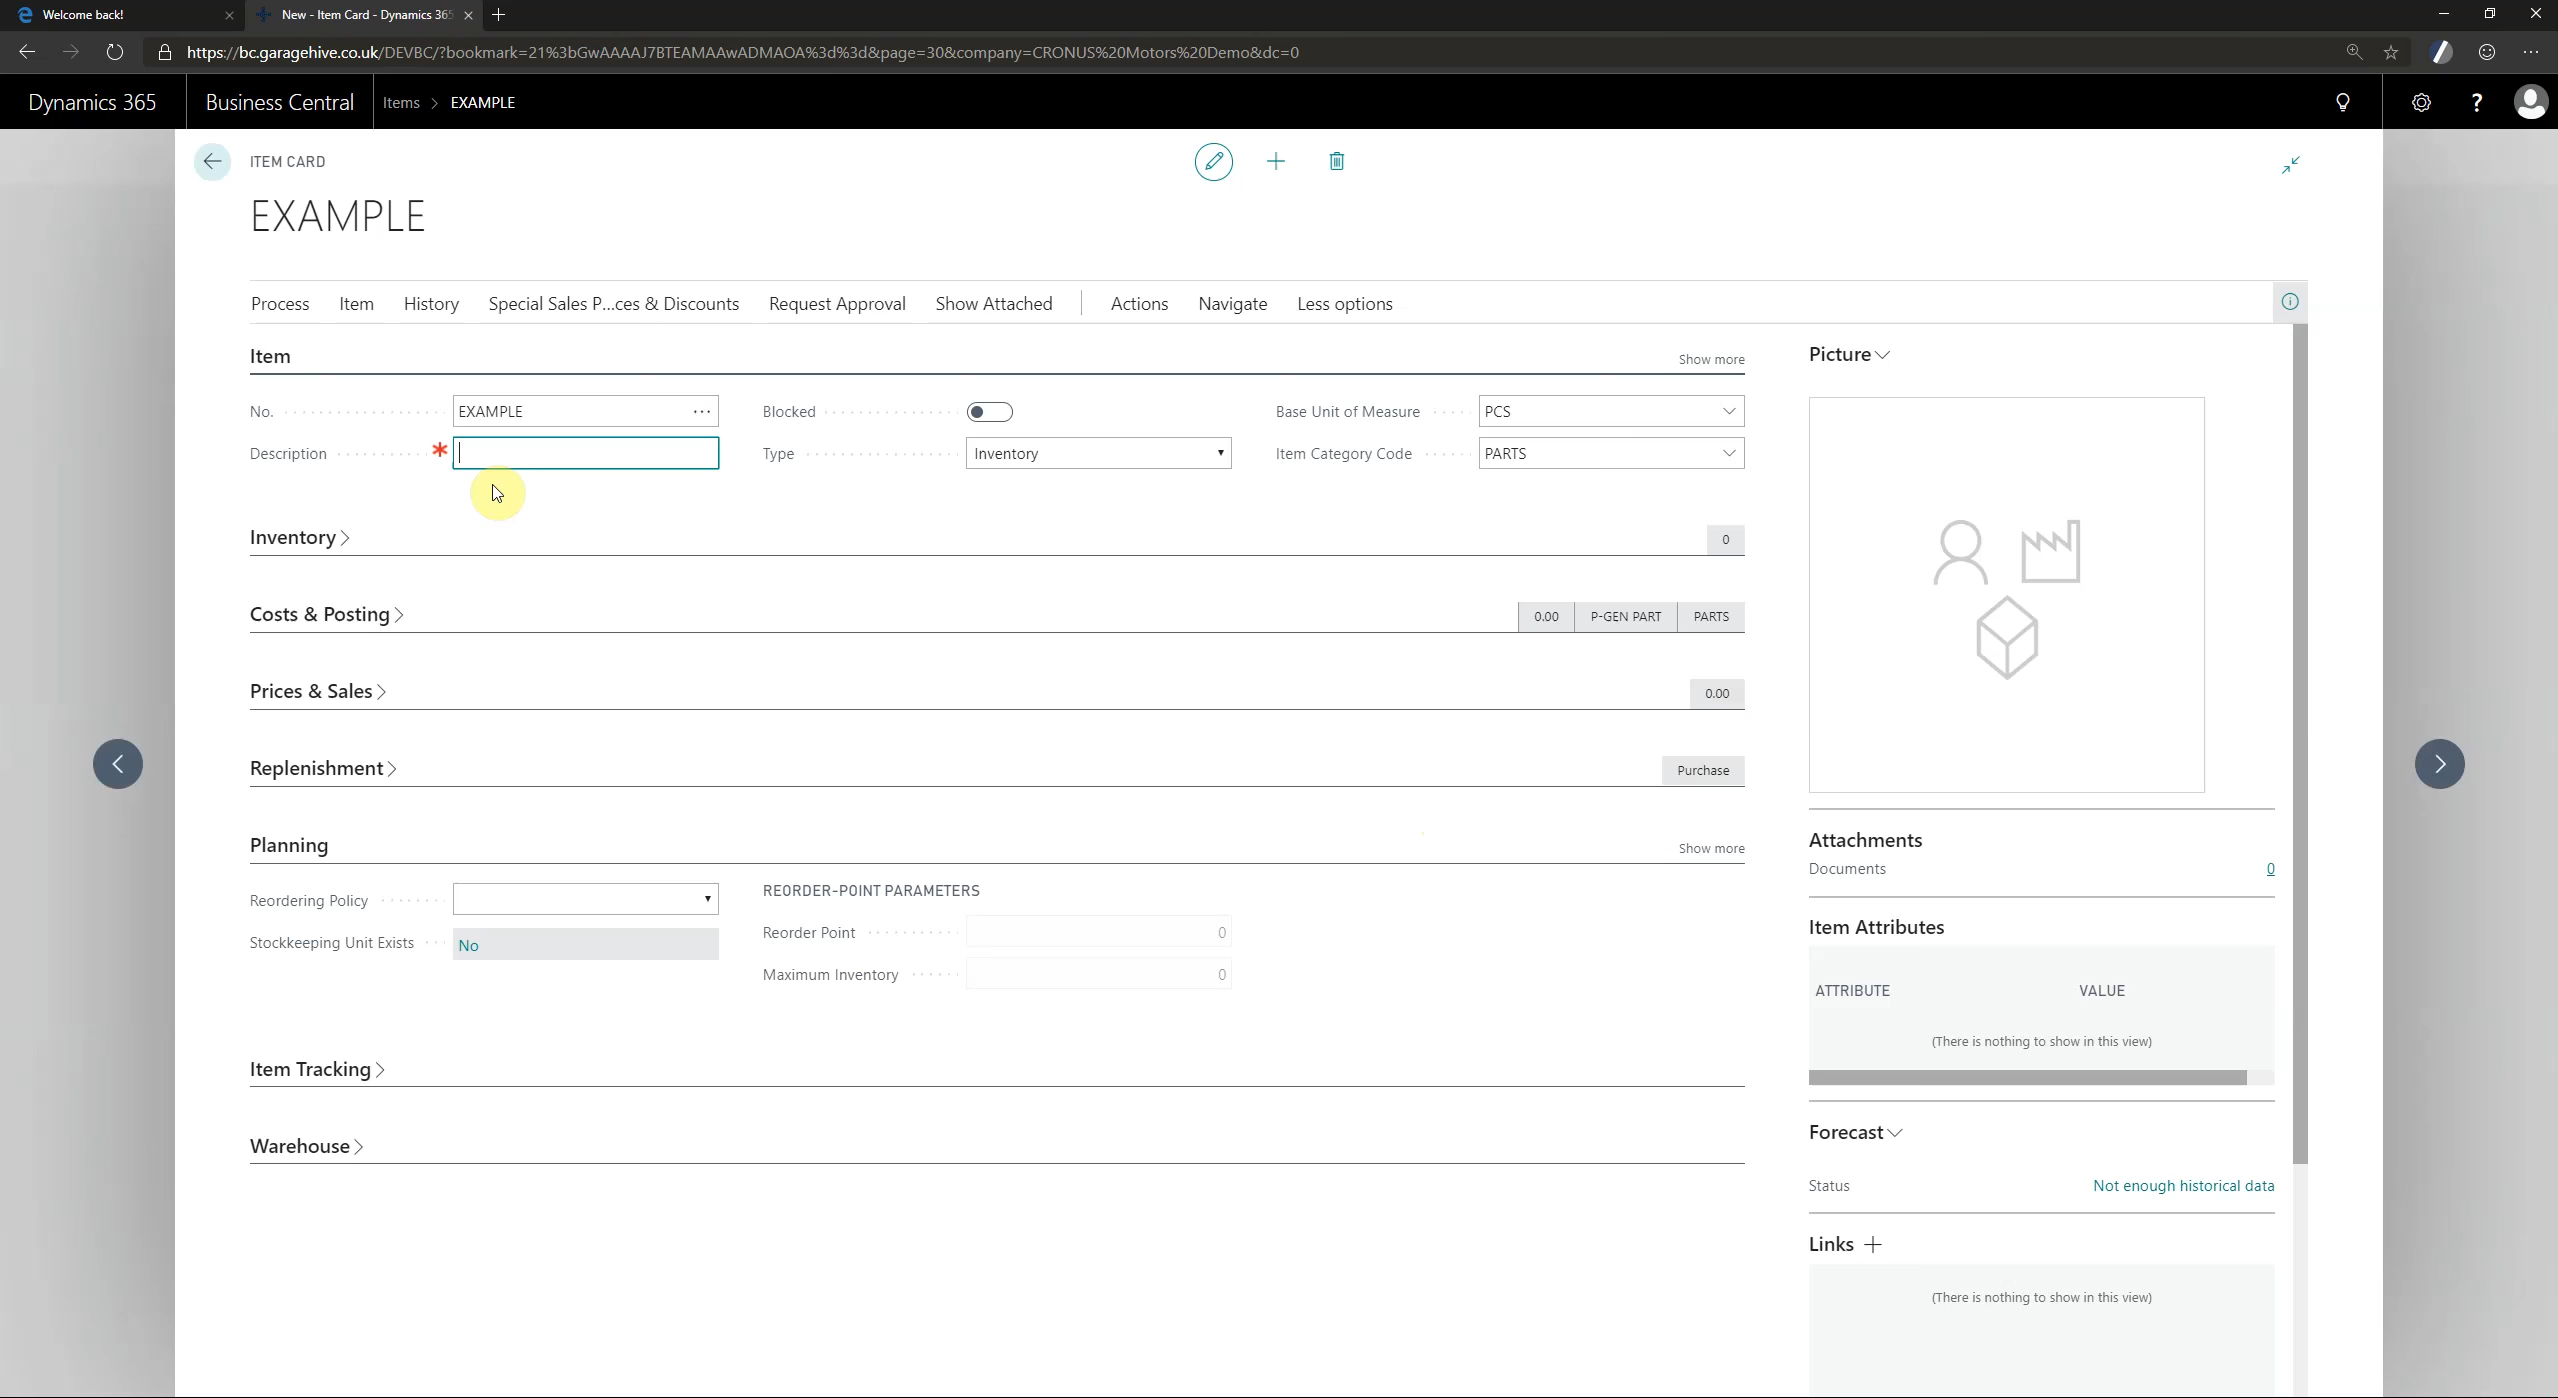 Welcome back!
New - Item Card - Dynamics 365
https://bc.garagehive.co.uk/DEVBC/?bookmark=21%3bGwAAAAJ7BTEAMAAwADMAOA%3d%3d&page=30&company=CRONUS%20Motors%20Demo&dc=0
Dynamics 365 Business Central Items > EXAMPLE ?
ITEM CARD
EXAMPLE
Process Item History Special Sales P...ces & Discounts Request Approval Show Attached Actions Navigate Less options
Item Show more
No. EXAMPLE ...
Blocked
Base Unit of Measure PCS
Description *
Type Inventory
Item Category Code PARTS
Inventory > 0
Costs & Posting > 0.00 P-GEN PART PARTS
Prices & Sales > 0.00
Replenishment > Purchase
Planning Show more
Reordering Policy
Stockkeeping Unit Exists No
REORDER-POINT PARAMETERS
Reorder Point 0
Maximum Inventory 0
Item Tracking >
Warehouse >
Picture
Attachments
Documents 0
Item Attributes
ATTRIBUTE VALUE
(There is nothing to show in this view)
Forecast
Status Not enough historical data
Links +
(There is nothing to show in this view)